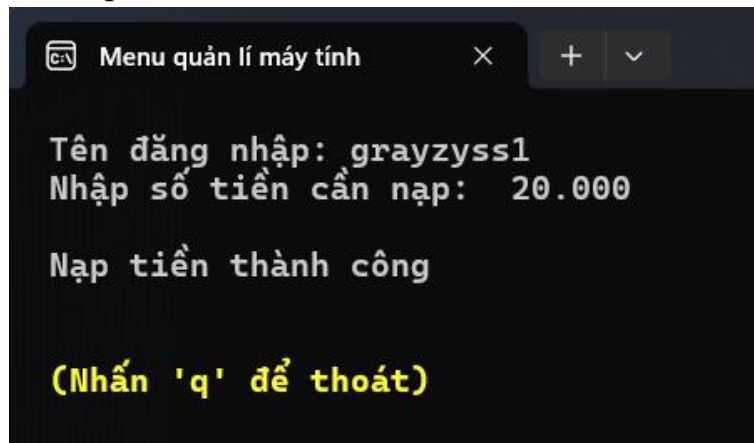 Menu quản lí máy tính
Tên đăng nhập: grayzyss1
Nhập số tiền cần nạp:  20.000
Nạp tiền thành công
(Nhấn 'q' để thoát)